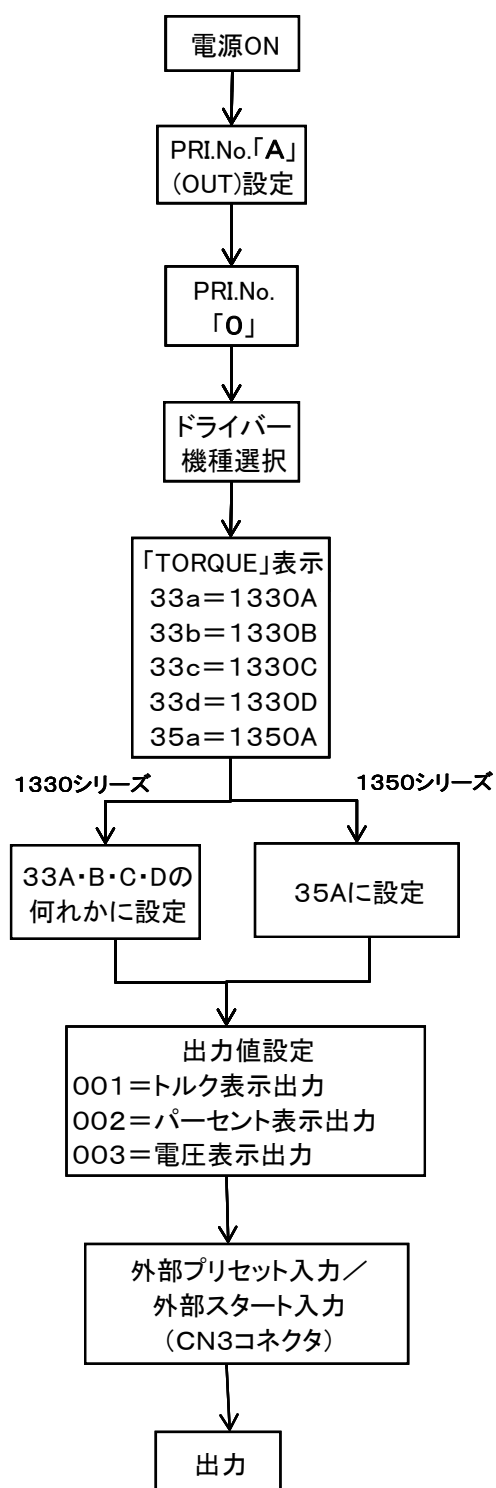 電源ON
PRI.No.「A」
(OUT)設定
PRI.No.
「0」
ドライバー
機種選択
「TORQUE」表示
33a＝1330A
33b＝1330B
33c＝1330C
33d＝1330D
35a＝1350A
1330シリーズ
1350シリーズ
33A・B・C・Dの
何れかに設定
35Aに設定
出力値設定
001＝トルク表示出力
002＝パーセント表示出力
003＝電圧表示出力
外部プリセット入力／
外部スタート入力
（CN3コネクタ）
出力